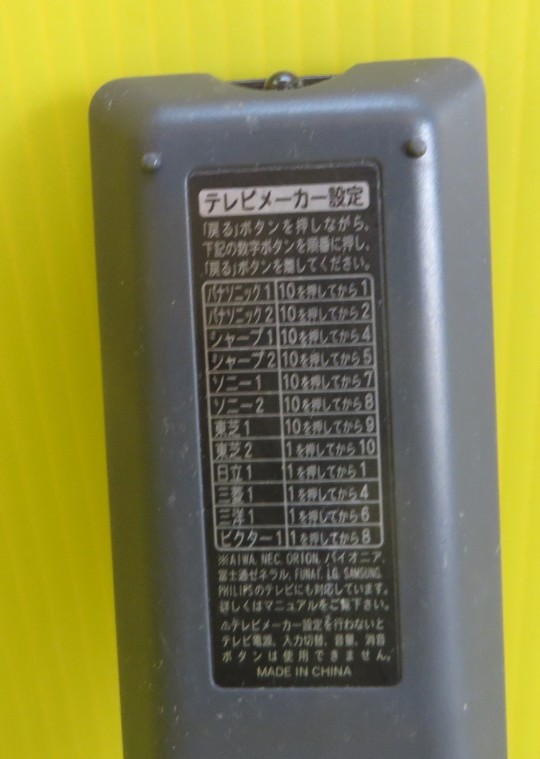 テレビメーカー設定
「戻る」ボタンを押しながら、
下記の数字ボタンを順番に押し、
「戻る」ボタンを離してください。
パナソニック1 10を押してから1
パナソニック2 10を押してから2
シャープ1 10を押してから4
シャープ2 10を押してから5
ソニー1 10を押してから7
ソニー2 10を押してから8
東芝1 10を押してから9
東芝2 1を押してから10
日立1 1を押してから1
三菱1 1を押してから4
三洋1 1を押してから6
ビクター1 1を押してから8
※AIWA, NEC, ORION, パイオニア,
富士通ゼネラル, FUNAI, LG, SAMSUNG,
PHILIPSのテレビにも対応しています。
詳しくはマニュアルをご覧下さい。
⚠テレビメーカー設定を行わないと
テレビ電源、入力切替、音量、消音
ボタンは使用できません。
MADE IN CHINA